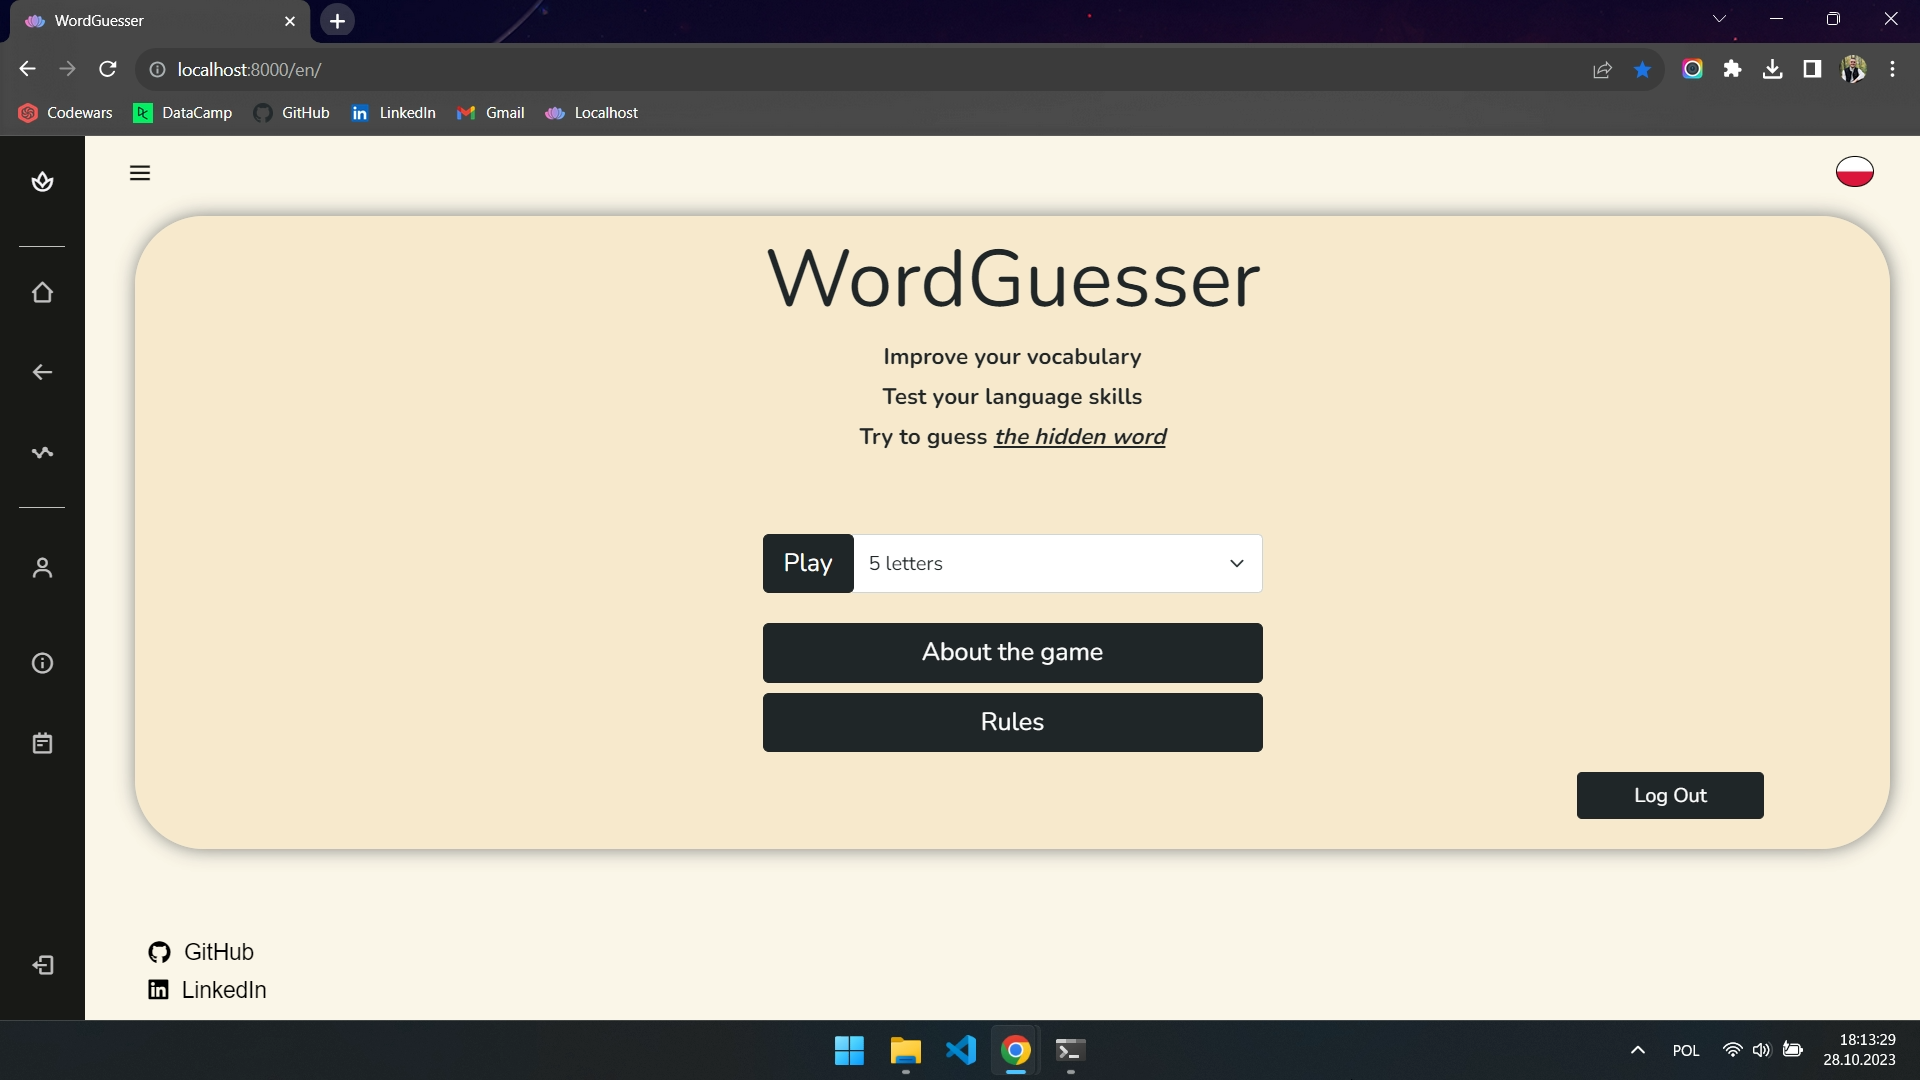 WordGuesser
localhost:8000/en/
Codewars
DataCamp
GitHub
LinkedIn
Gmail
Localhost
WordGuesser
Improve your vocabulary
Test your language skills
Try to guess the hidden word
Play
5 letters
About the game
Rules
Log Out
GitHub
LinkedIn
POL
18:13:29
28.10.2023